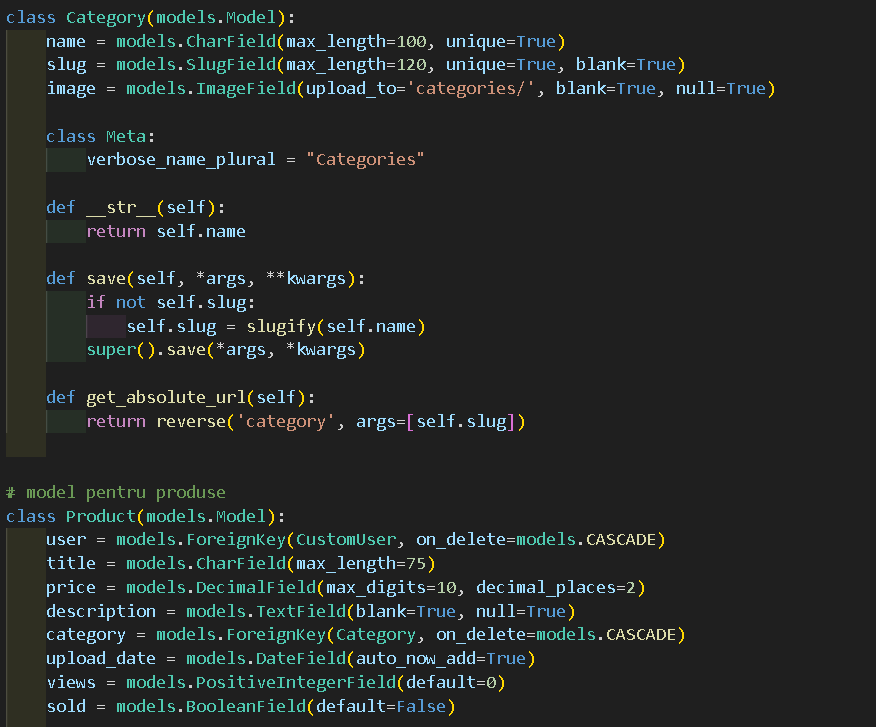 class Category(models.Model):
    name = models.CharField(max_length=100, unique=True)
    slug = models.SlugField(max_length=120, unique=True, blank=True)
    image = models.ImageField(upload_to='categories/', blank=True, null=True)

    class Meta:
        verbose_name_plural = "Categories"

    def __str__(self):
        return self.name

    def save(self, *args, **kwargs):
        if not self.slug:
            self.slug = slugify(self.name)
        super().save(*args, *kwargs)

    def get_absolute_url(self):
        return reverse('category', args=[self.slug])


# model pentru produse
class Product(models.Model):
    user = models.ForeignKey(CustomUser, on_delete=models.CASCADE)
    title = models.CharField(max_length=75)
    price = models.DecimalField(max_digits=10, decimal_places=2)
    description = models.TextField(blank=True, null=True)
    category = models.ForeignKey(Category, on_delete=models.CASCADE)
    upload_date = models.DateField(auto_now_add=True)
    views = models.PositiveIntegerField(default=0)
    sold = models.BooleanField(default=False)